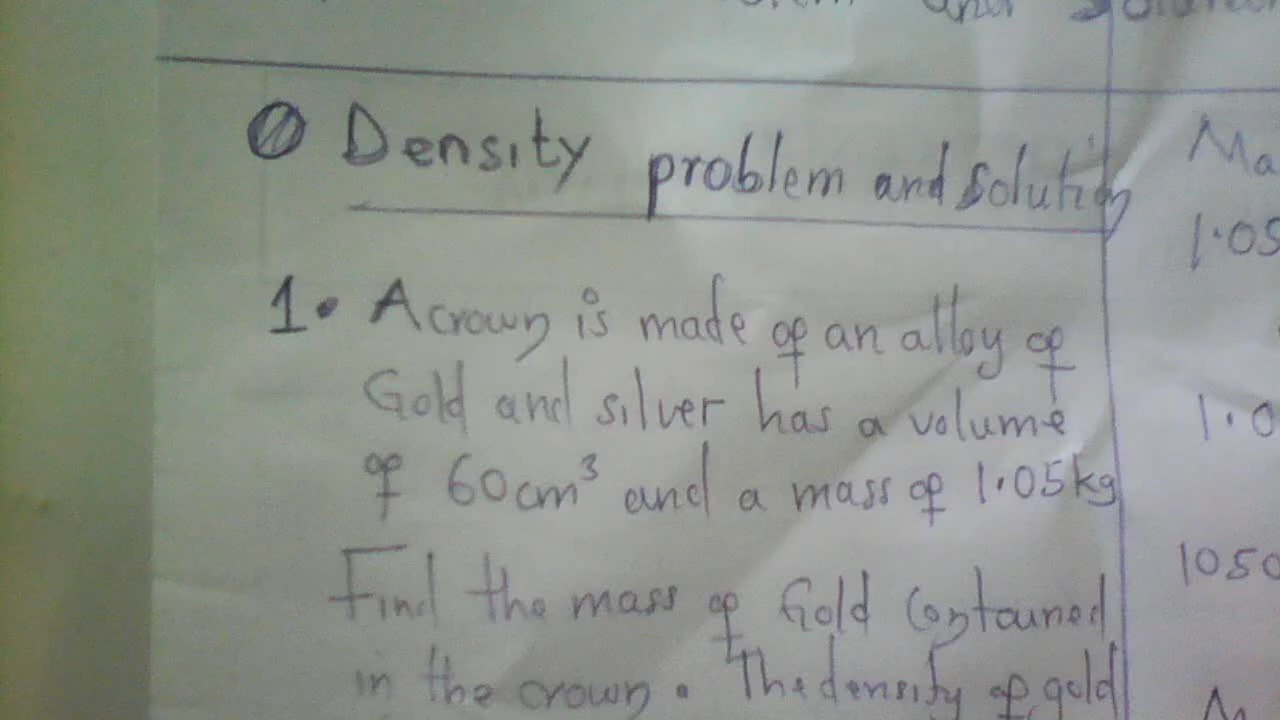 and
Density problem and solution
Ma
1.05
1. A crown is made of an alloy of
Gold and silver has a volume
1.0
of 60cm³ and a mass of 1.05kg
1050
Find the mass of Gold Contained
in the crown. The density of gold